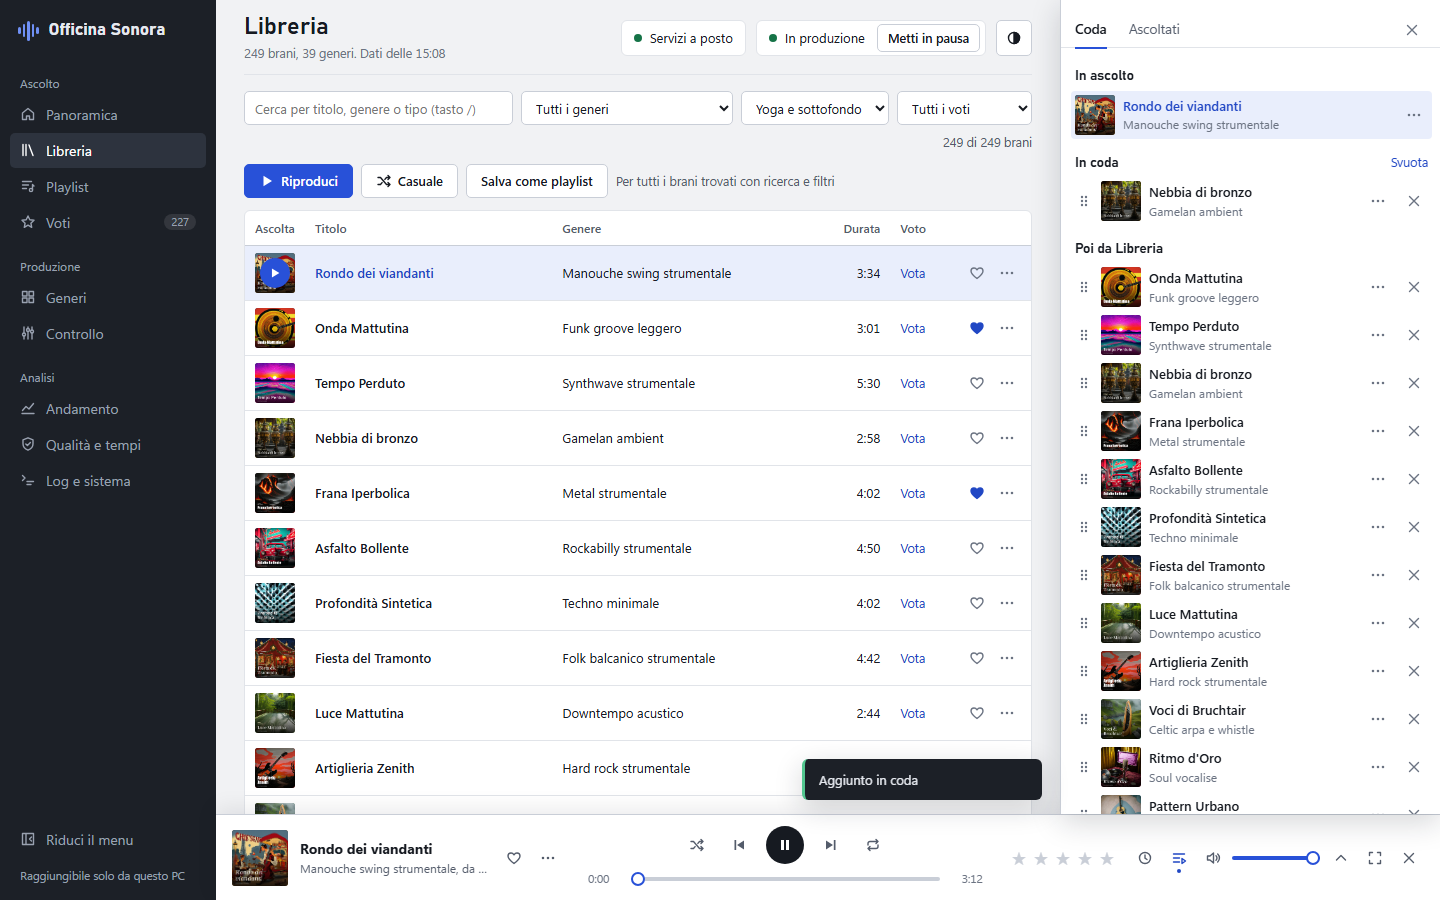 Officina Sonora
Ascolto
Panoramica
Libreria
Playlist
Voti
227
Produzione
Generi
Controllo
Analisi
Andamento
Qualità e tempi
Log e sistema
Riduci il menu
Raggiungibile solo da questo PC
Libreria
249 brani, 39 generi. Dati delle 15:08
Servizi a posto
In produzione
Metti in pausa
Cerca per titolo, genere o tipo (tasto /)
Tutti i generi
Yoga e sottofondo
Tutti i voti
249 di 249 brani
Riproduci
Casuale
Salva come playlist
Per tutti i brani trovati con ricerca e filtri
Ascolta Titolo Genere Durata Voto
Rondo dei viandanti Manouche swing strumentale 3:34 Vota
Onda Mattutina Funk groove leggero 3:01 Vota
Tempo Perduto Synthwave strumentale 5:30 Vota
Nebbia di bronzo Gamelan ambient 2:58 Vota
Frana Iperbolica Metal strumentale 4:02 Vota
Asfalto Bollente Rockabilly strumentale 4:50 Vota
Profondità Sintetica Techno minimale 4:02 Vota
Fiesta del Tramonto Folk balcanico strumentale 4:42 Vota
Luce Mattutina Downtempo acustico 2:44 Vota
Artiglieria Zenith Hard rock strumentale
Aggiunto in coda
Coda
Ascoltati
In ascolto
Rondo dei viandanti
Manouche swing strumentale
In coda
Svuota
Nebbia di bronzo
Gamelan ambient
Poi da Libreria
Onda Mattutina
Funk groove leggero
Tempo Perduto
Synthwave strumentale
Nebbia di bronzo
Gamelan ambient
Frana Iperbolica
Metal strumentale
Asfalto Bollente
Rockabilly strumentale
Profondità Sintetica
Techno minimale
Fiesta del Tramonto
Folk balcanico strumentale
Luce Mattutina
Downtempo acustico
Artiglieria Zenith
Hard rock strumentale
Voci di Bruchtair
Celtic arpa e whistle
Ritmo d'Oro
Soul vocalise
Pattern Urbano
Rondo dei viandanti
Manouche swing strumentale, da ...
0:00
3:12